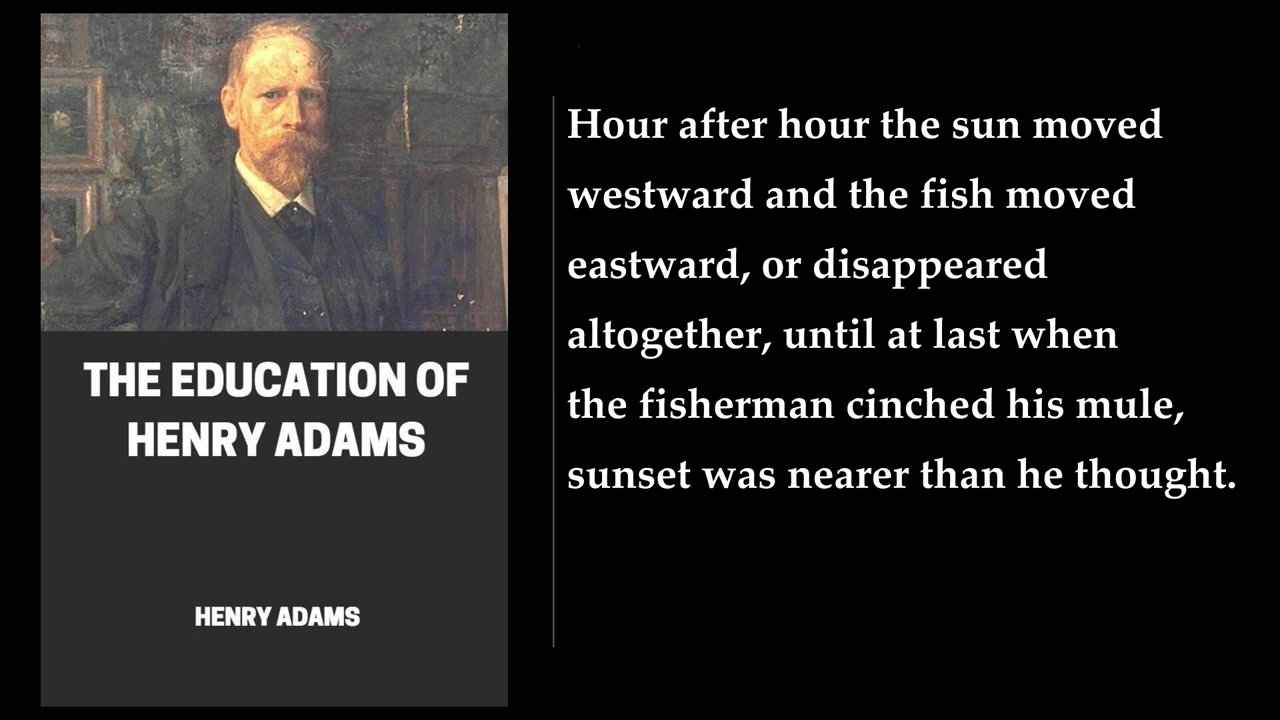 THE EDUCATION OF
HENRY ADAMS
HENRY ADAMS
Hour after hour the sun moved
westward and the fish moved
eastward, or disappeared
altogether, until at last when
the fisherman cinched his mule,
sunset was nearer than he thought.